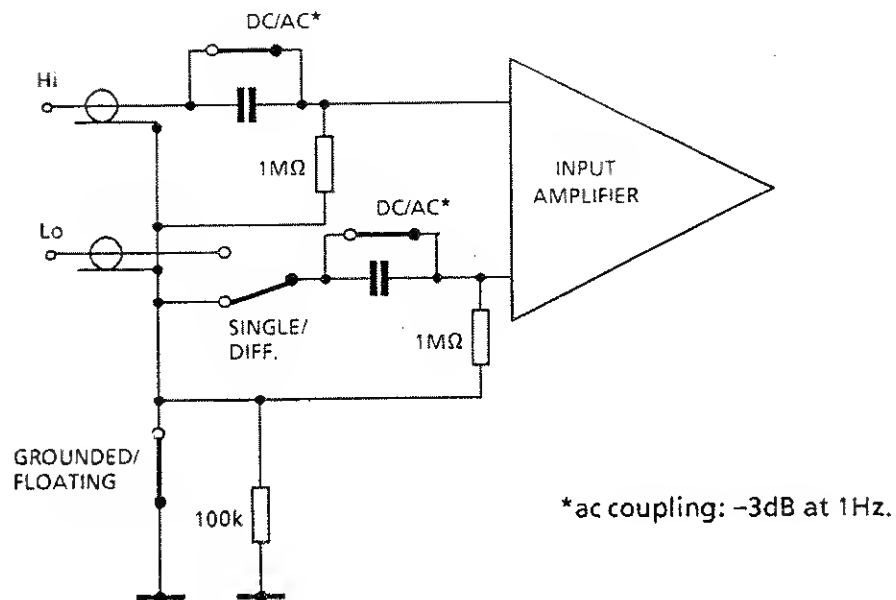 DC/AC*
Hi
1MΩ
INPUT
AMPLIFIER
DC/AC*
Lo
SINGLE/
DIFF.
1MΩ
GROUNDED/
FLOATING
100k
*ac coupling: -3dB at 1Hz.